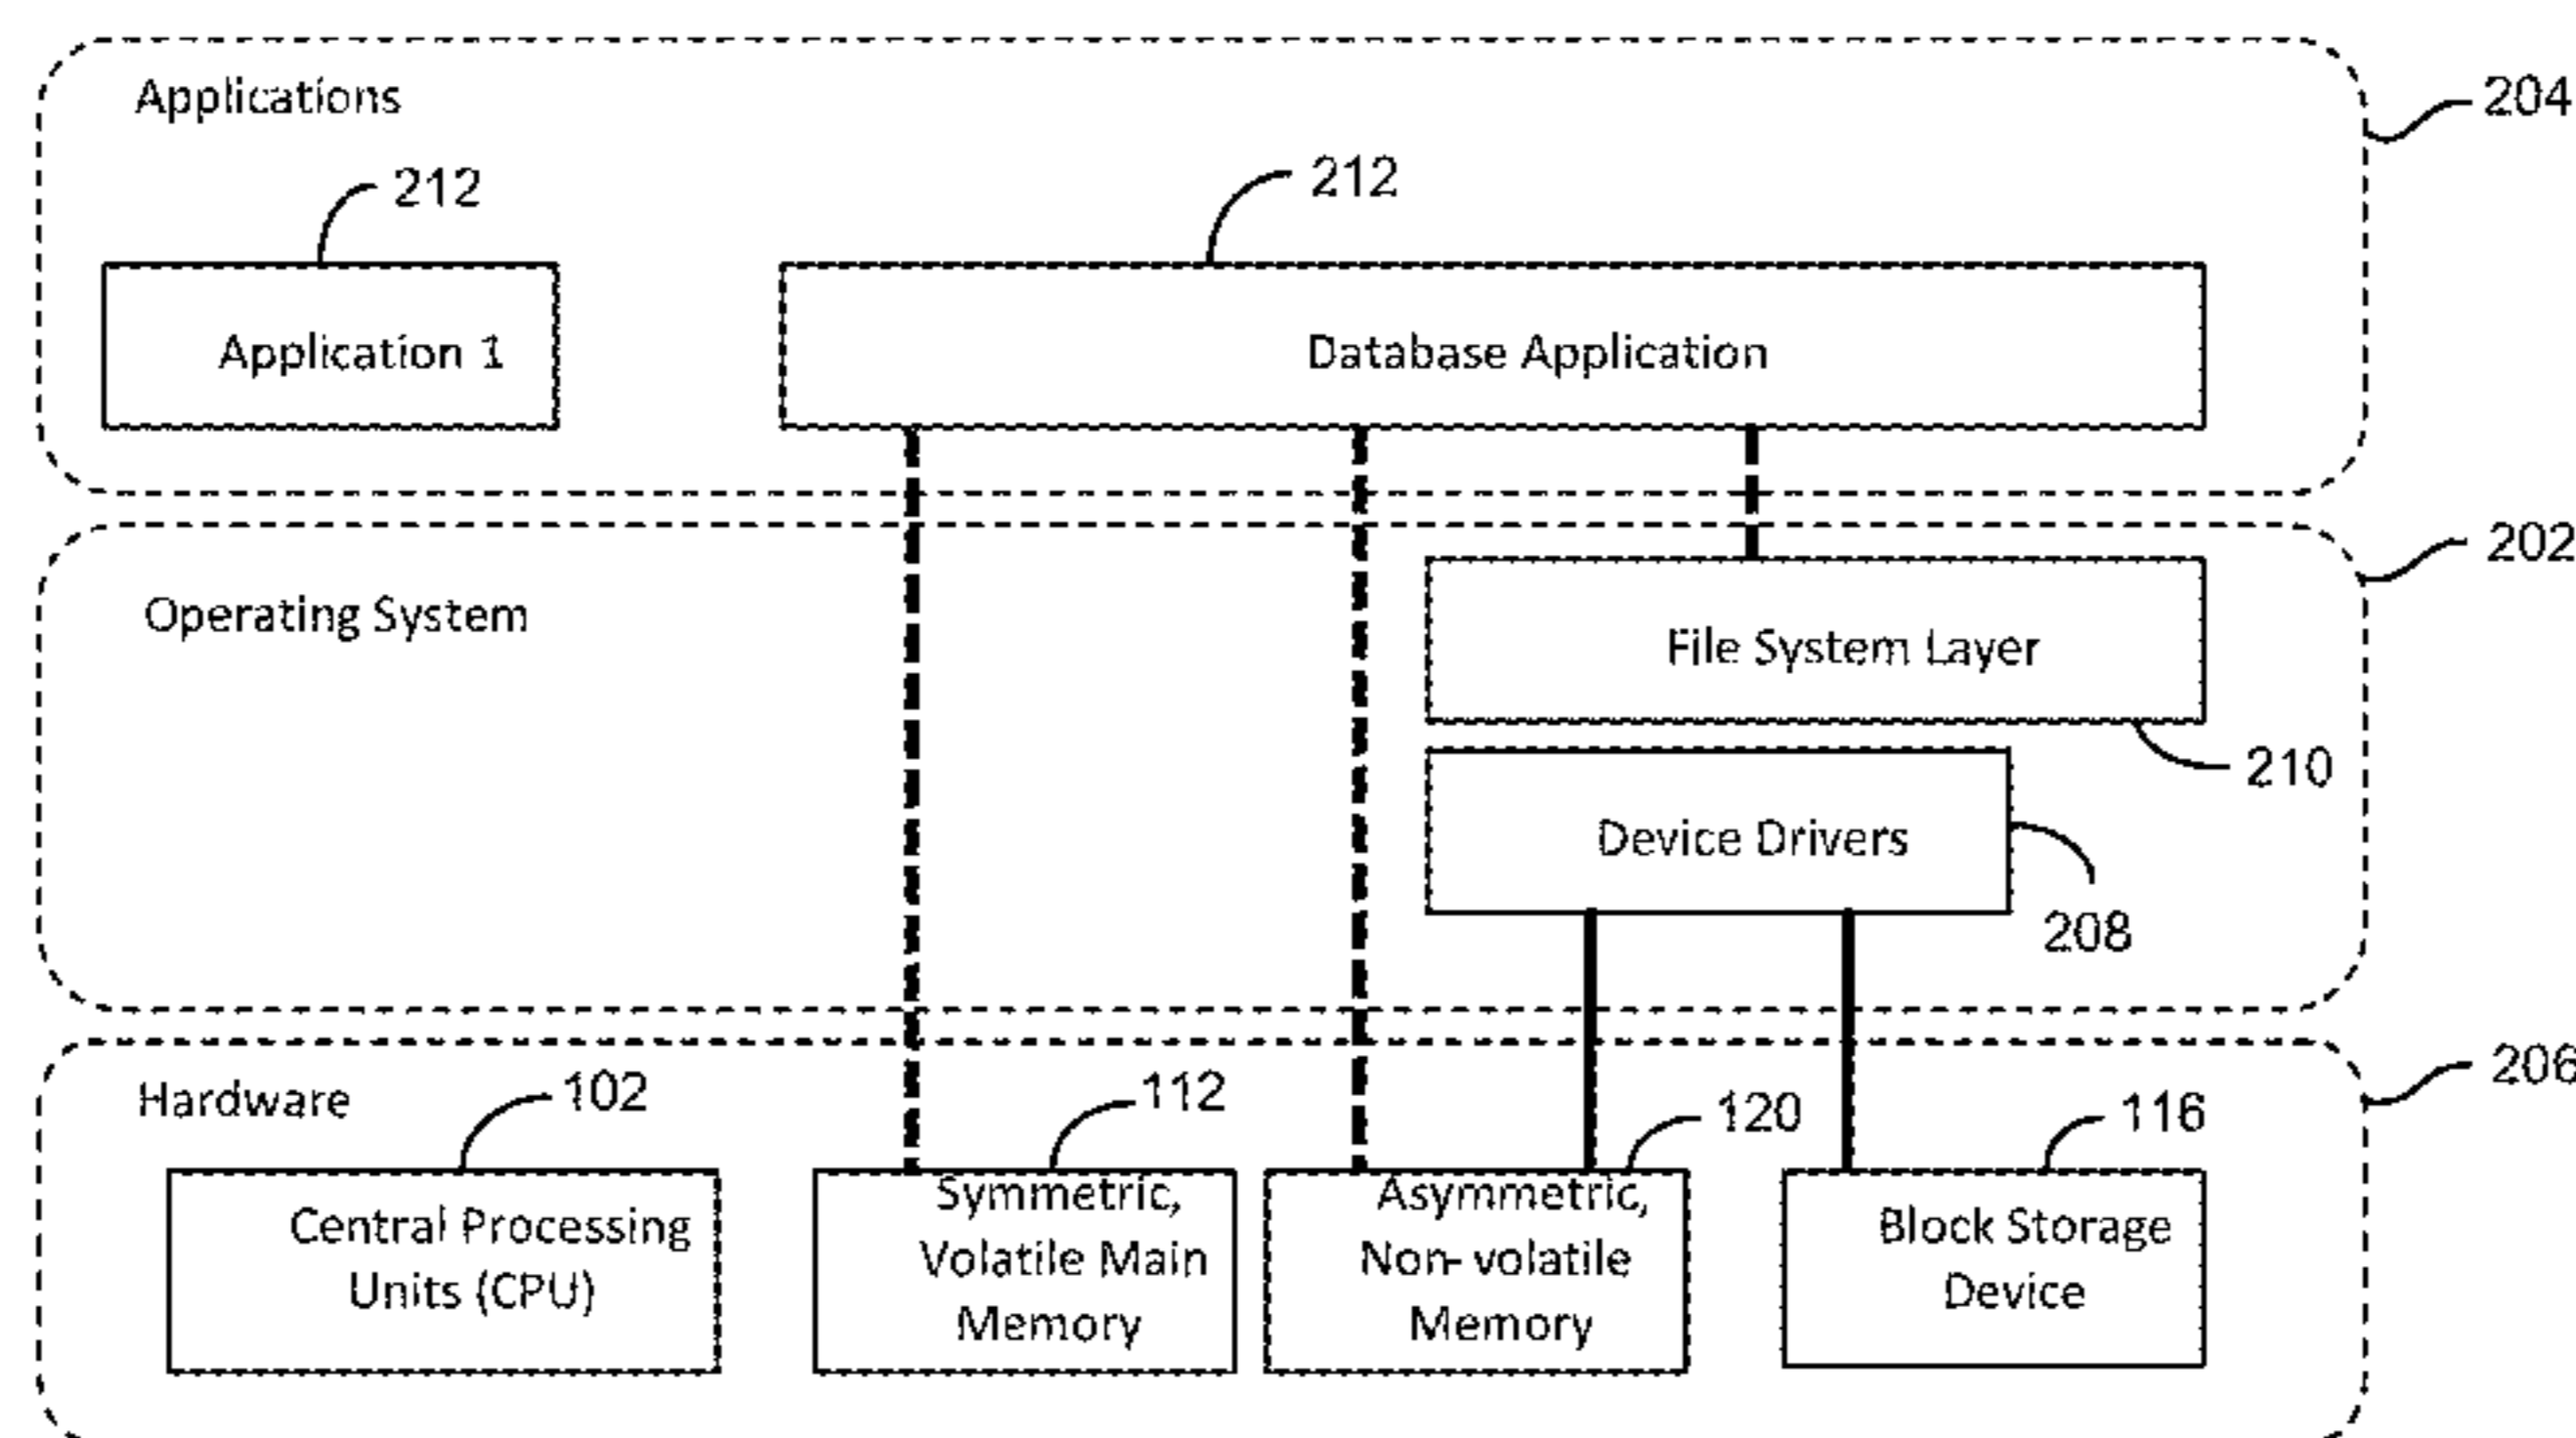 Applications
204
212
212
Application 1
Database Application
202
Operating System
File System Layer
210
Device Drivers
208
206
Hardware
102
112
120
116
Central Processing
Units (CPU)
Symmetric,
Volatile Main
Memory
Asymmetric,
Non-volatile
Memory
Block Storage
Device